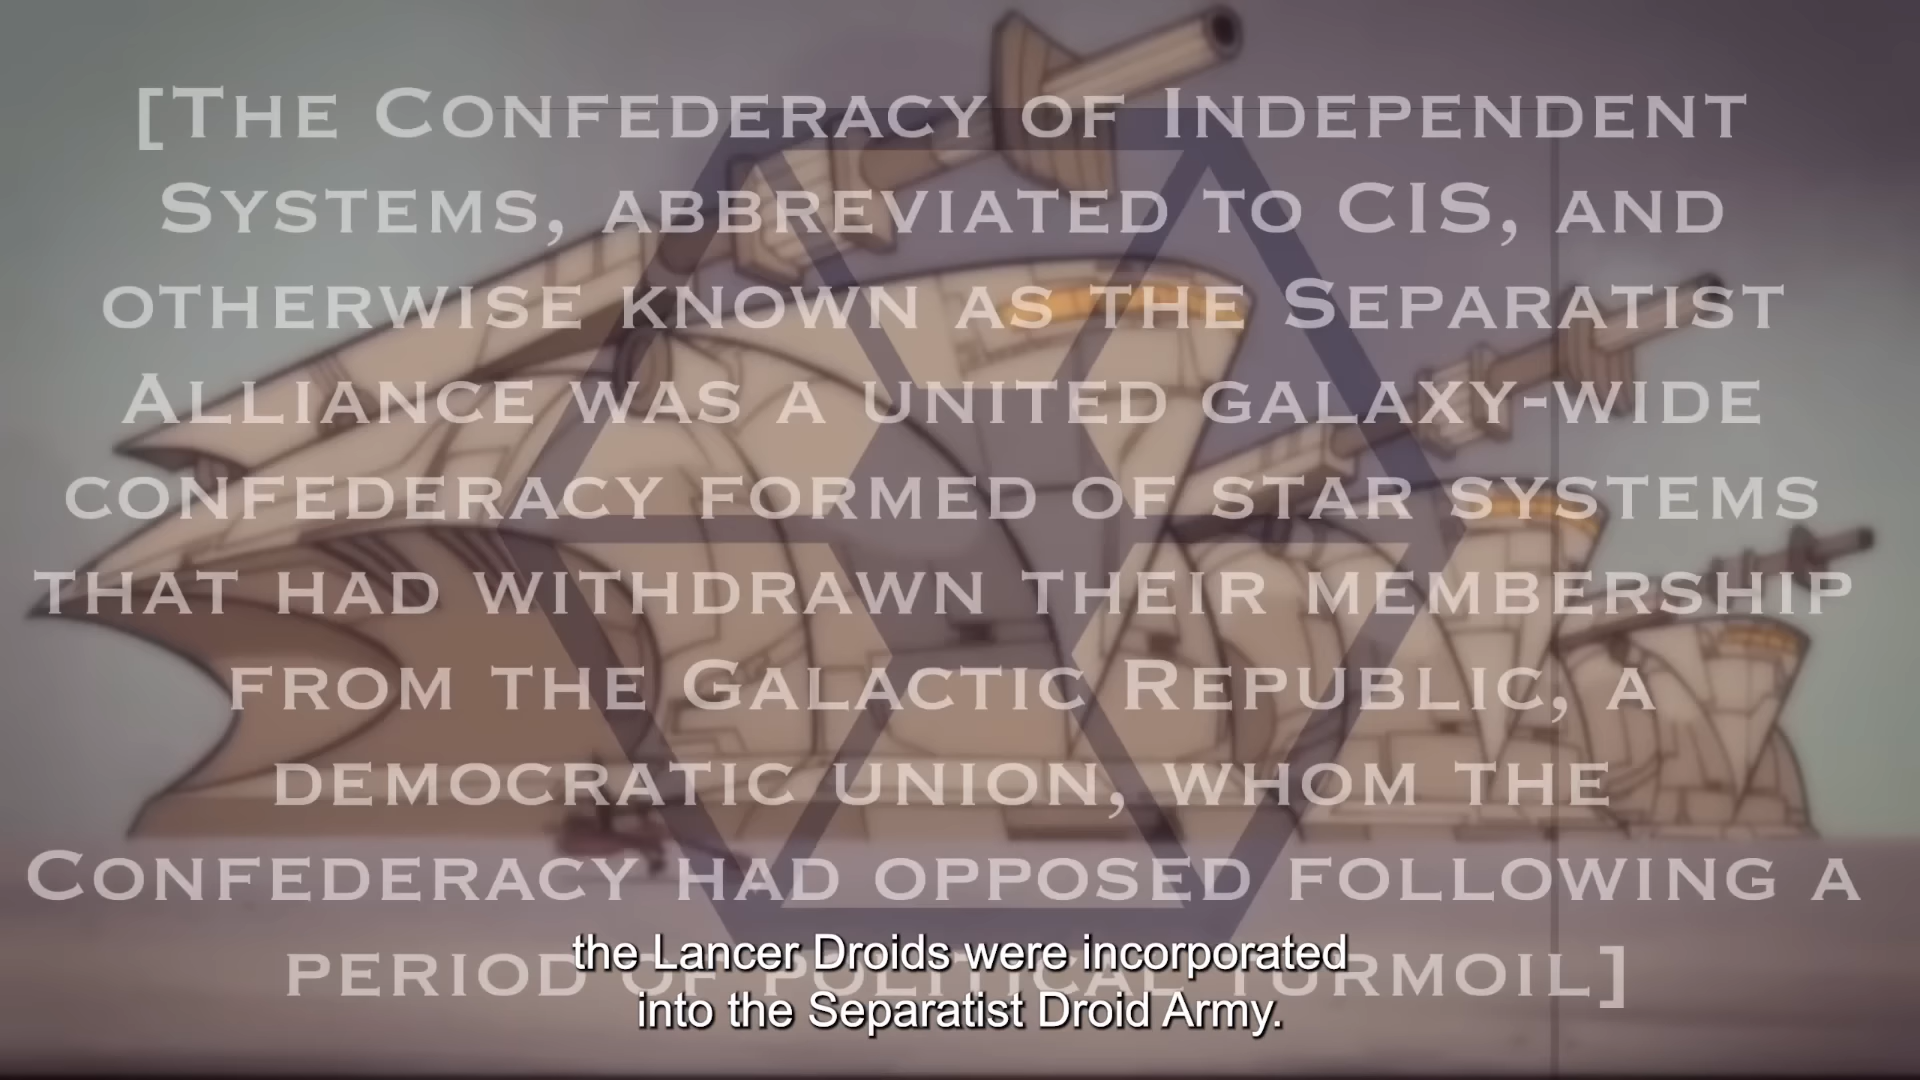 [The Confederacy of Independent
Systems, abbreviated to CIS, and
otherwise known as the Separatist
Alliance was a united galaxy-wide
confederacy formed of star systems
that had withdrawn their membership
from the Galactic Republic, a
democratic union, whom the
Confederacy had opposed following a
period of political turmoil]
the Lancer Droids were incorporated
into the Separatist Droid Army.